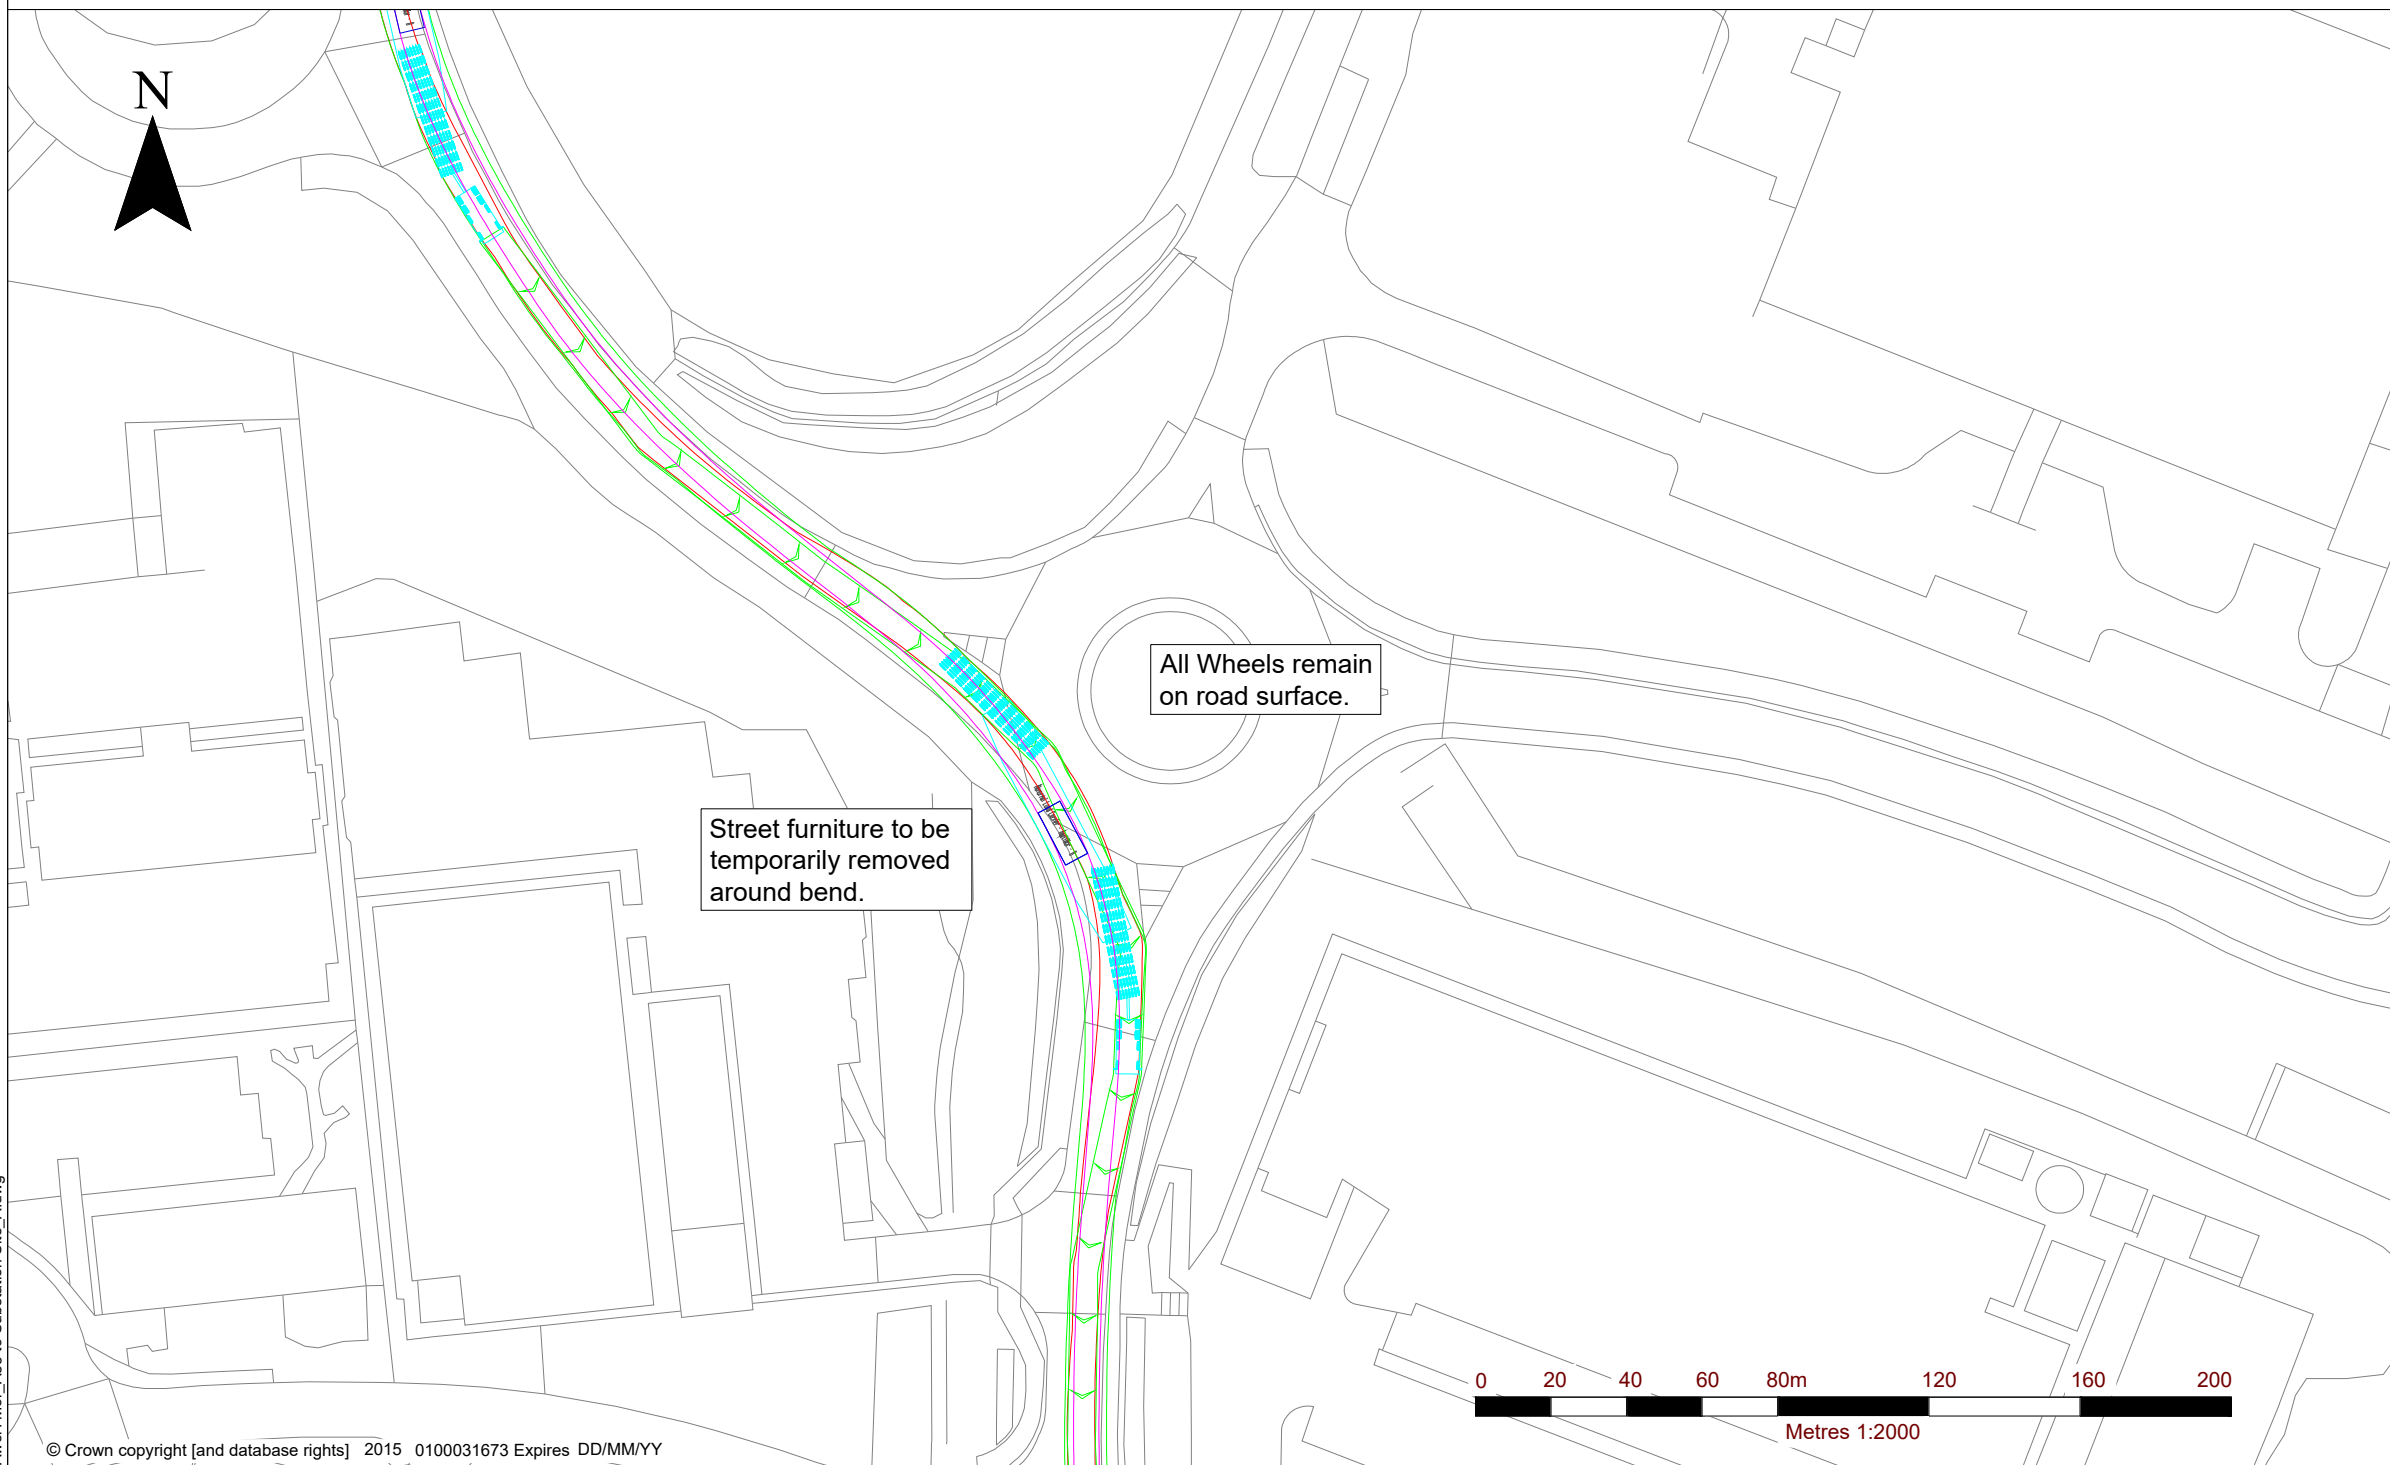 N
All Wheels remain
on road surface.
Street furniture to be
temporarily removed
around bend.
0 20 40 60 80m 120 160 200
Metres 1:2000
© Crown copyright [and database rights] 2015 0100031673 Expires DD/MM/YY